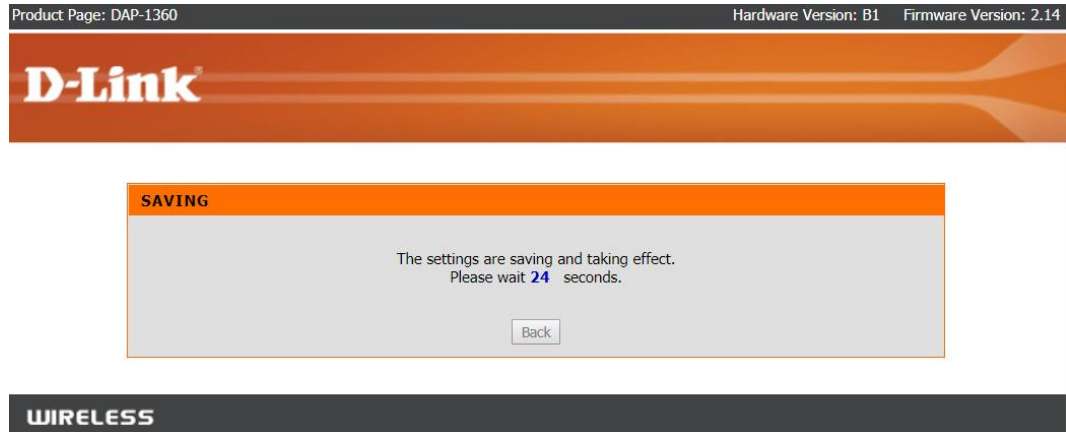 Product Page: DAP-1360 Hardware Version: B1 Firmware Version: 2.14
D-Link
SAVING
The settings are saving and taking effect.
Please wait 24 seconds.
Back
WIRELESS